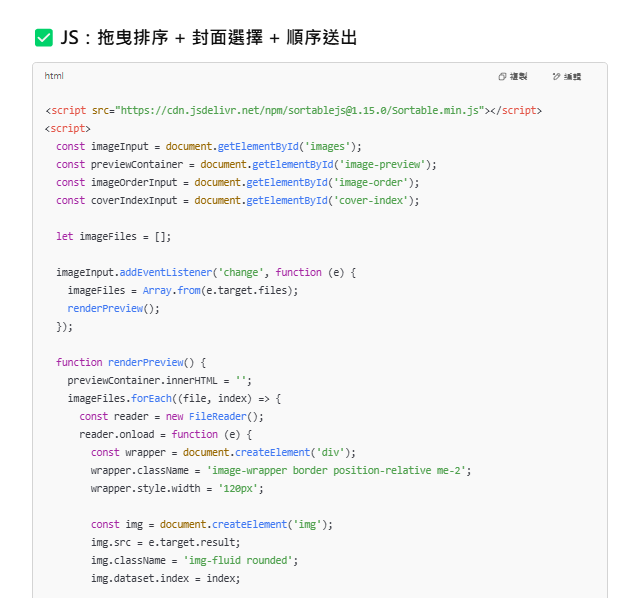 ✅ JS：拖曳排序 + 封面選擇 + 順序送出
html
複製
編輯
<script src="https://cdn.jsdelivr.net/npm/sortablejs@1.15.0/Sortable.min.js"></script>
<script>
  const imageInput = document.getElementById('images');
  const previewContainer = document.getElementById('image-preview');
  const imageOrderInput = document.getElementById('image-order');
  const coverIndexInput = document.getElementById('cover-index');
  let imageFiles = [];
  imageInput.addEventListener('change', function (e) {
    imageFiles = Array.from(e.target.files);
    renderPreview();
  });
  function renderPreview() {
    previewContainer.innerHTML = '';
    imageFiles.forEach((file, index) => {
      const reader = new FileReader();
      reader.onload = function (e) {
        const wrapper = document.createElement('div');
        wrapper.className = 'image-wrapper border position-relative me-2';
        wrapper.style.width = '120px';
        const img = document.createElement('img');
        img.src = e.target.result;
        img.className = 'img-fluid rounded';
        img.dataset.index = index;